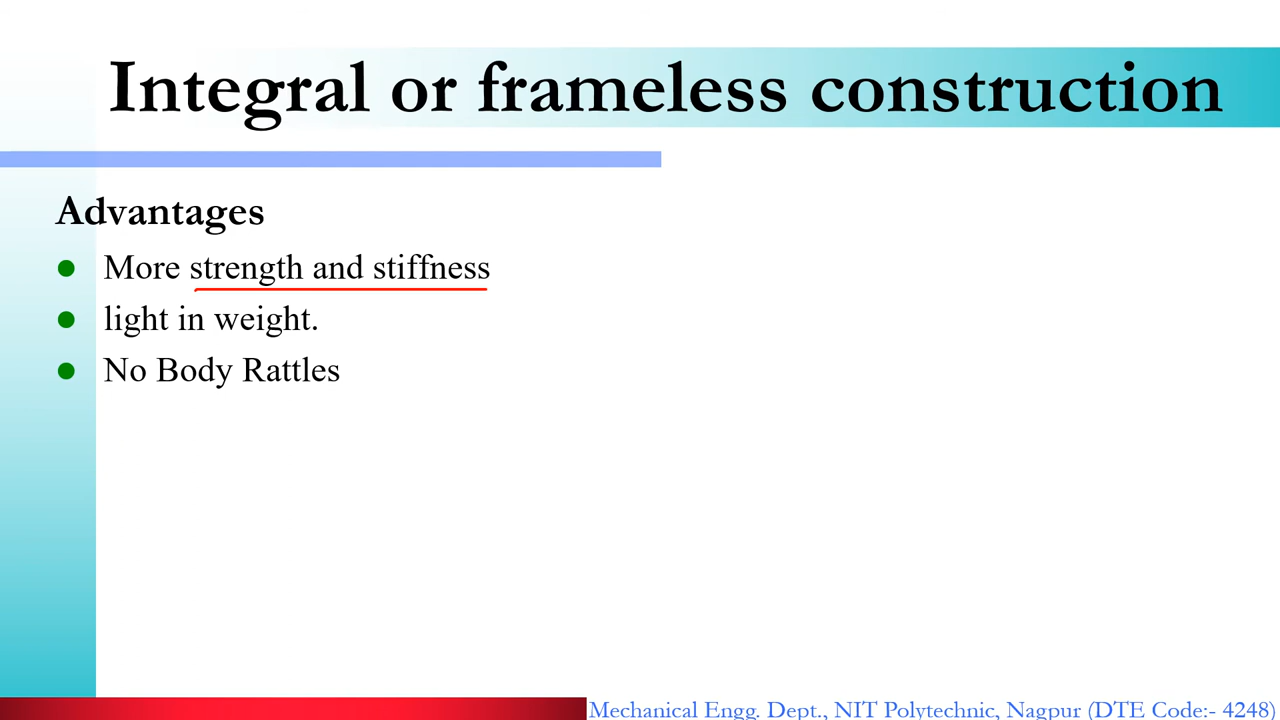 Integral or frameless construction
Advantages
More strength and stiffness
light in weight.
No Body Rattles
Mechanical Engg. Dept., NIT Polytechnic, Nagpur (DTE Code:- 4248)